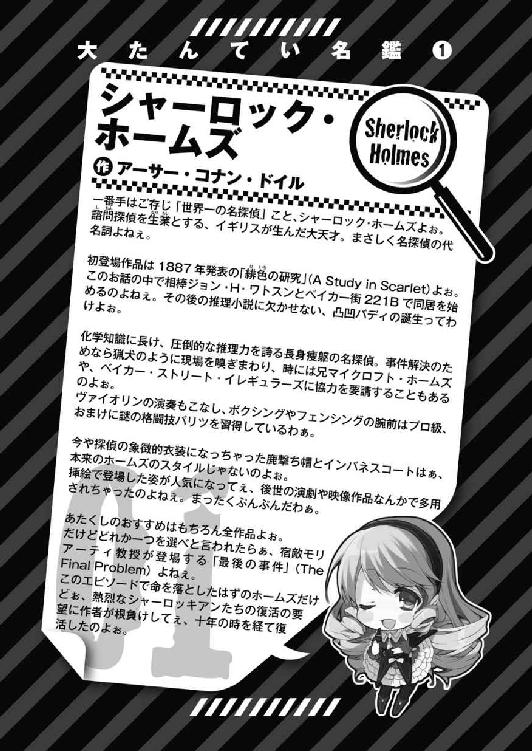 大たんてい名鑑❶
シャーロック・
ホームズ
Sherlock
Holmes
作 アーサー・コナン・ドイル
一番手はご存じ「世界一の名探偵」こと、シャーロック・ホームズよぉ。
諮問探偵を生業とする、イギリスが生んだ大天才。まさしく名探偵の代
名詞よねぇ。
初登場作品は1887年発表の「緋色の研究」(A Study in Scarlet)よぉ。
このお話の中で相棒ジョン・H・ワトスンとベイカー街221Bで同居を始
めるのよねぇ。その後の推理小説に欠かせない、凸凹バディの誕生ってわ
けよぉ。
化学知識に長け、圧倒的な推理力を誇る長身痩躯の名探偵。事件解決のた
めなら猟犬のように現場を嗅ぎまわり、時には兄マイクロフト・ホームズ
や、ベイカー・ストリート・イレギュラーズに協力を要請することもある
のよぉ。
ヴァイオリンの演奏もこなし、ボクシングやフェンシングの腕前はプロ級、
おまけに謎の格闘技バリツを習得しているわぁ。
今や探偵の象徴的衣装になっちゃった鹿撃ち帽とインバネスコートはぁ、
本来のホームズのスタイルじゃないのよぉ。
挿絵で登場した姿が人気になってぇ、後世の演劇や映像作品なんかで多用
されちゃったのよねぇ。まったくぷんぷんだわぁ。
あたくしのおすすめはもちろん全作品よぉ。
だけどどれか一つを選べと言われたらぁ、宿敵モリ
アーティ教授が登場する「最後の事件」(The
Final Problem)よねぇ。
このエピソードで命を落としたはずのホームズだけ
どぉ、熱烈なシャーロッキアンたちの復活の要
望に作者が根負けしてぇ、十年の時を経て復
活したのよぉ。
01